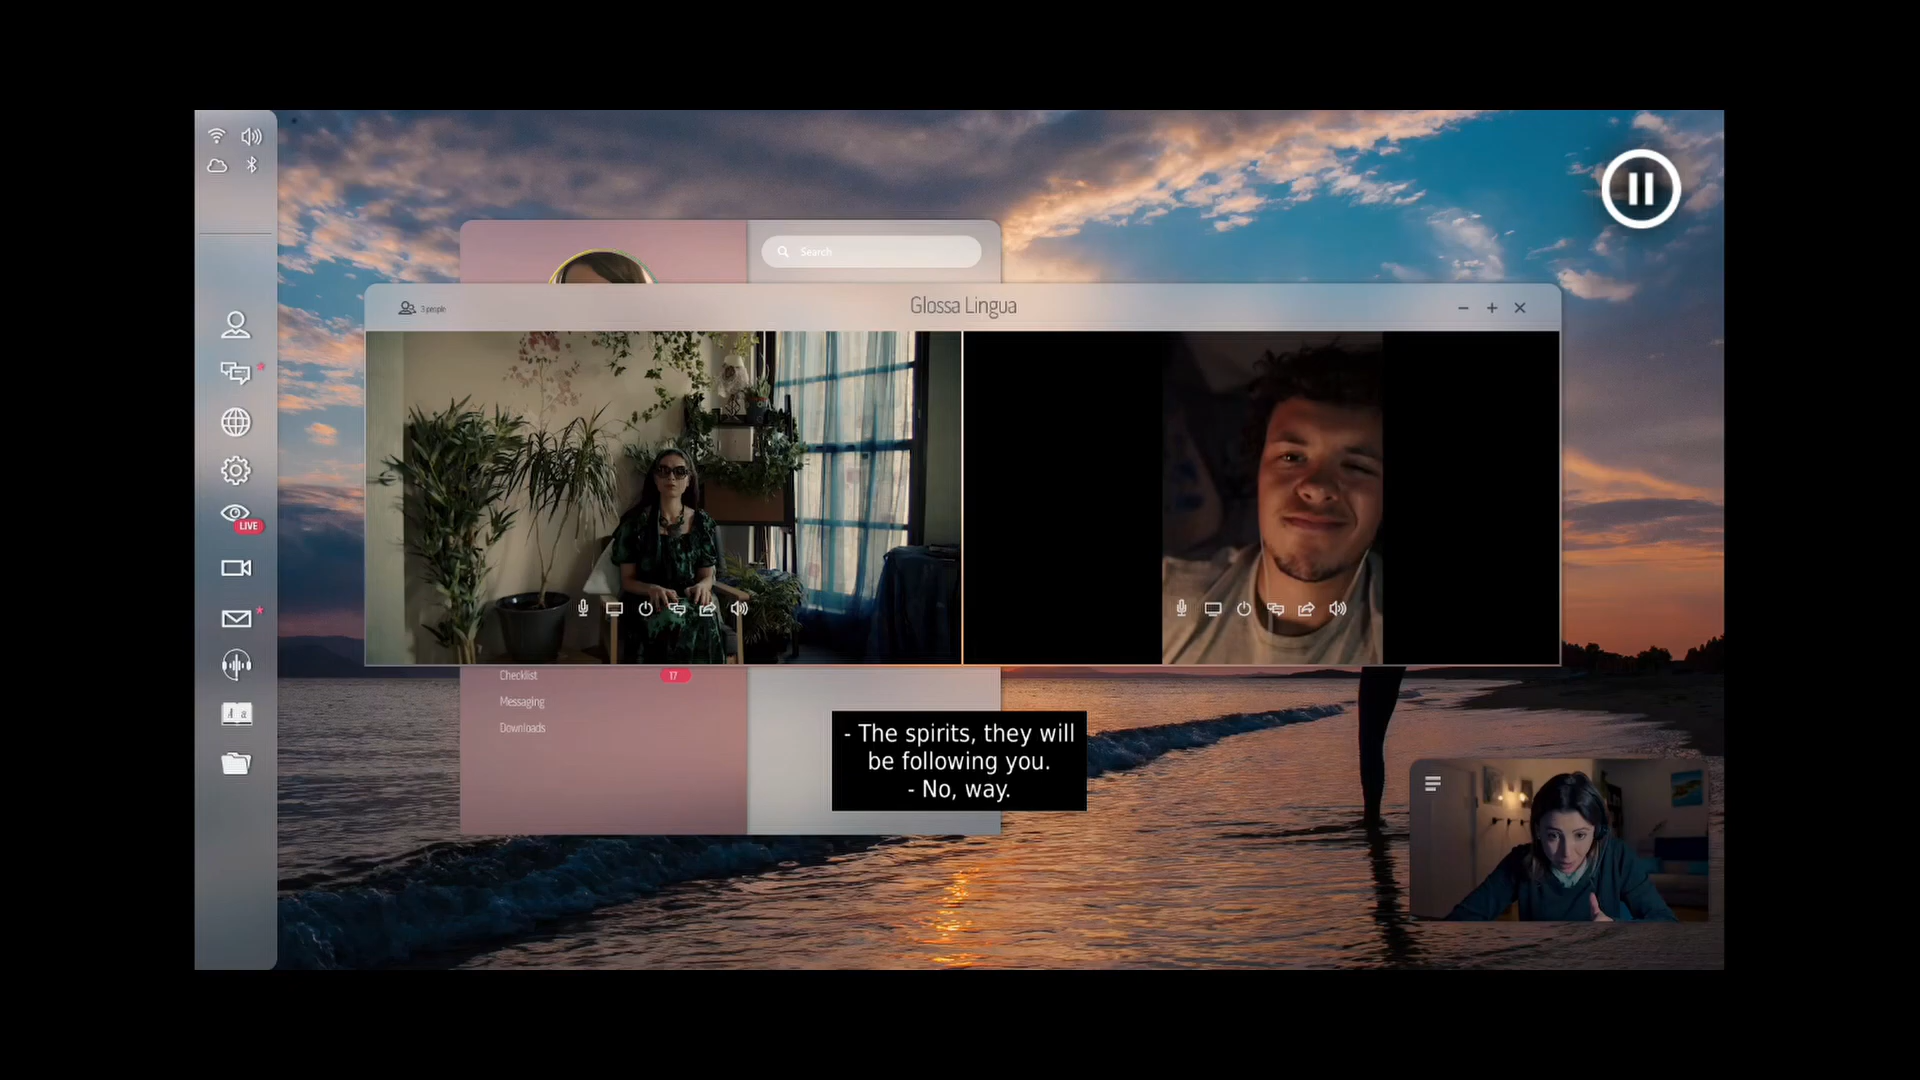 Search
3 people
Glossa Lingua
LIVE
A a
Checklist
17
Messaging
Downloads
- The spirits, they will
be following you.
- No, way.